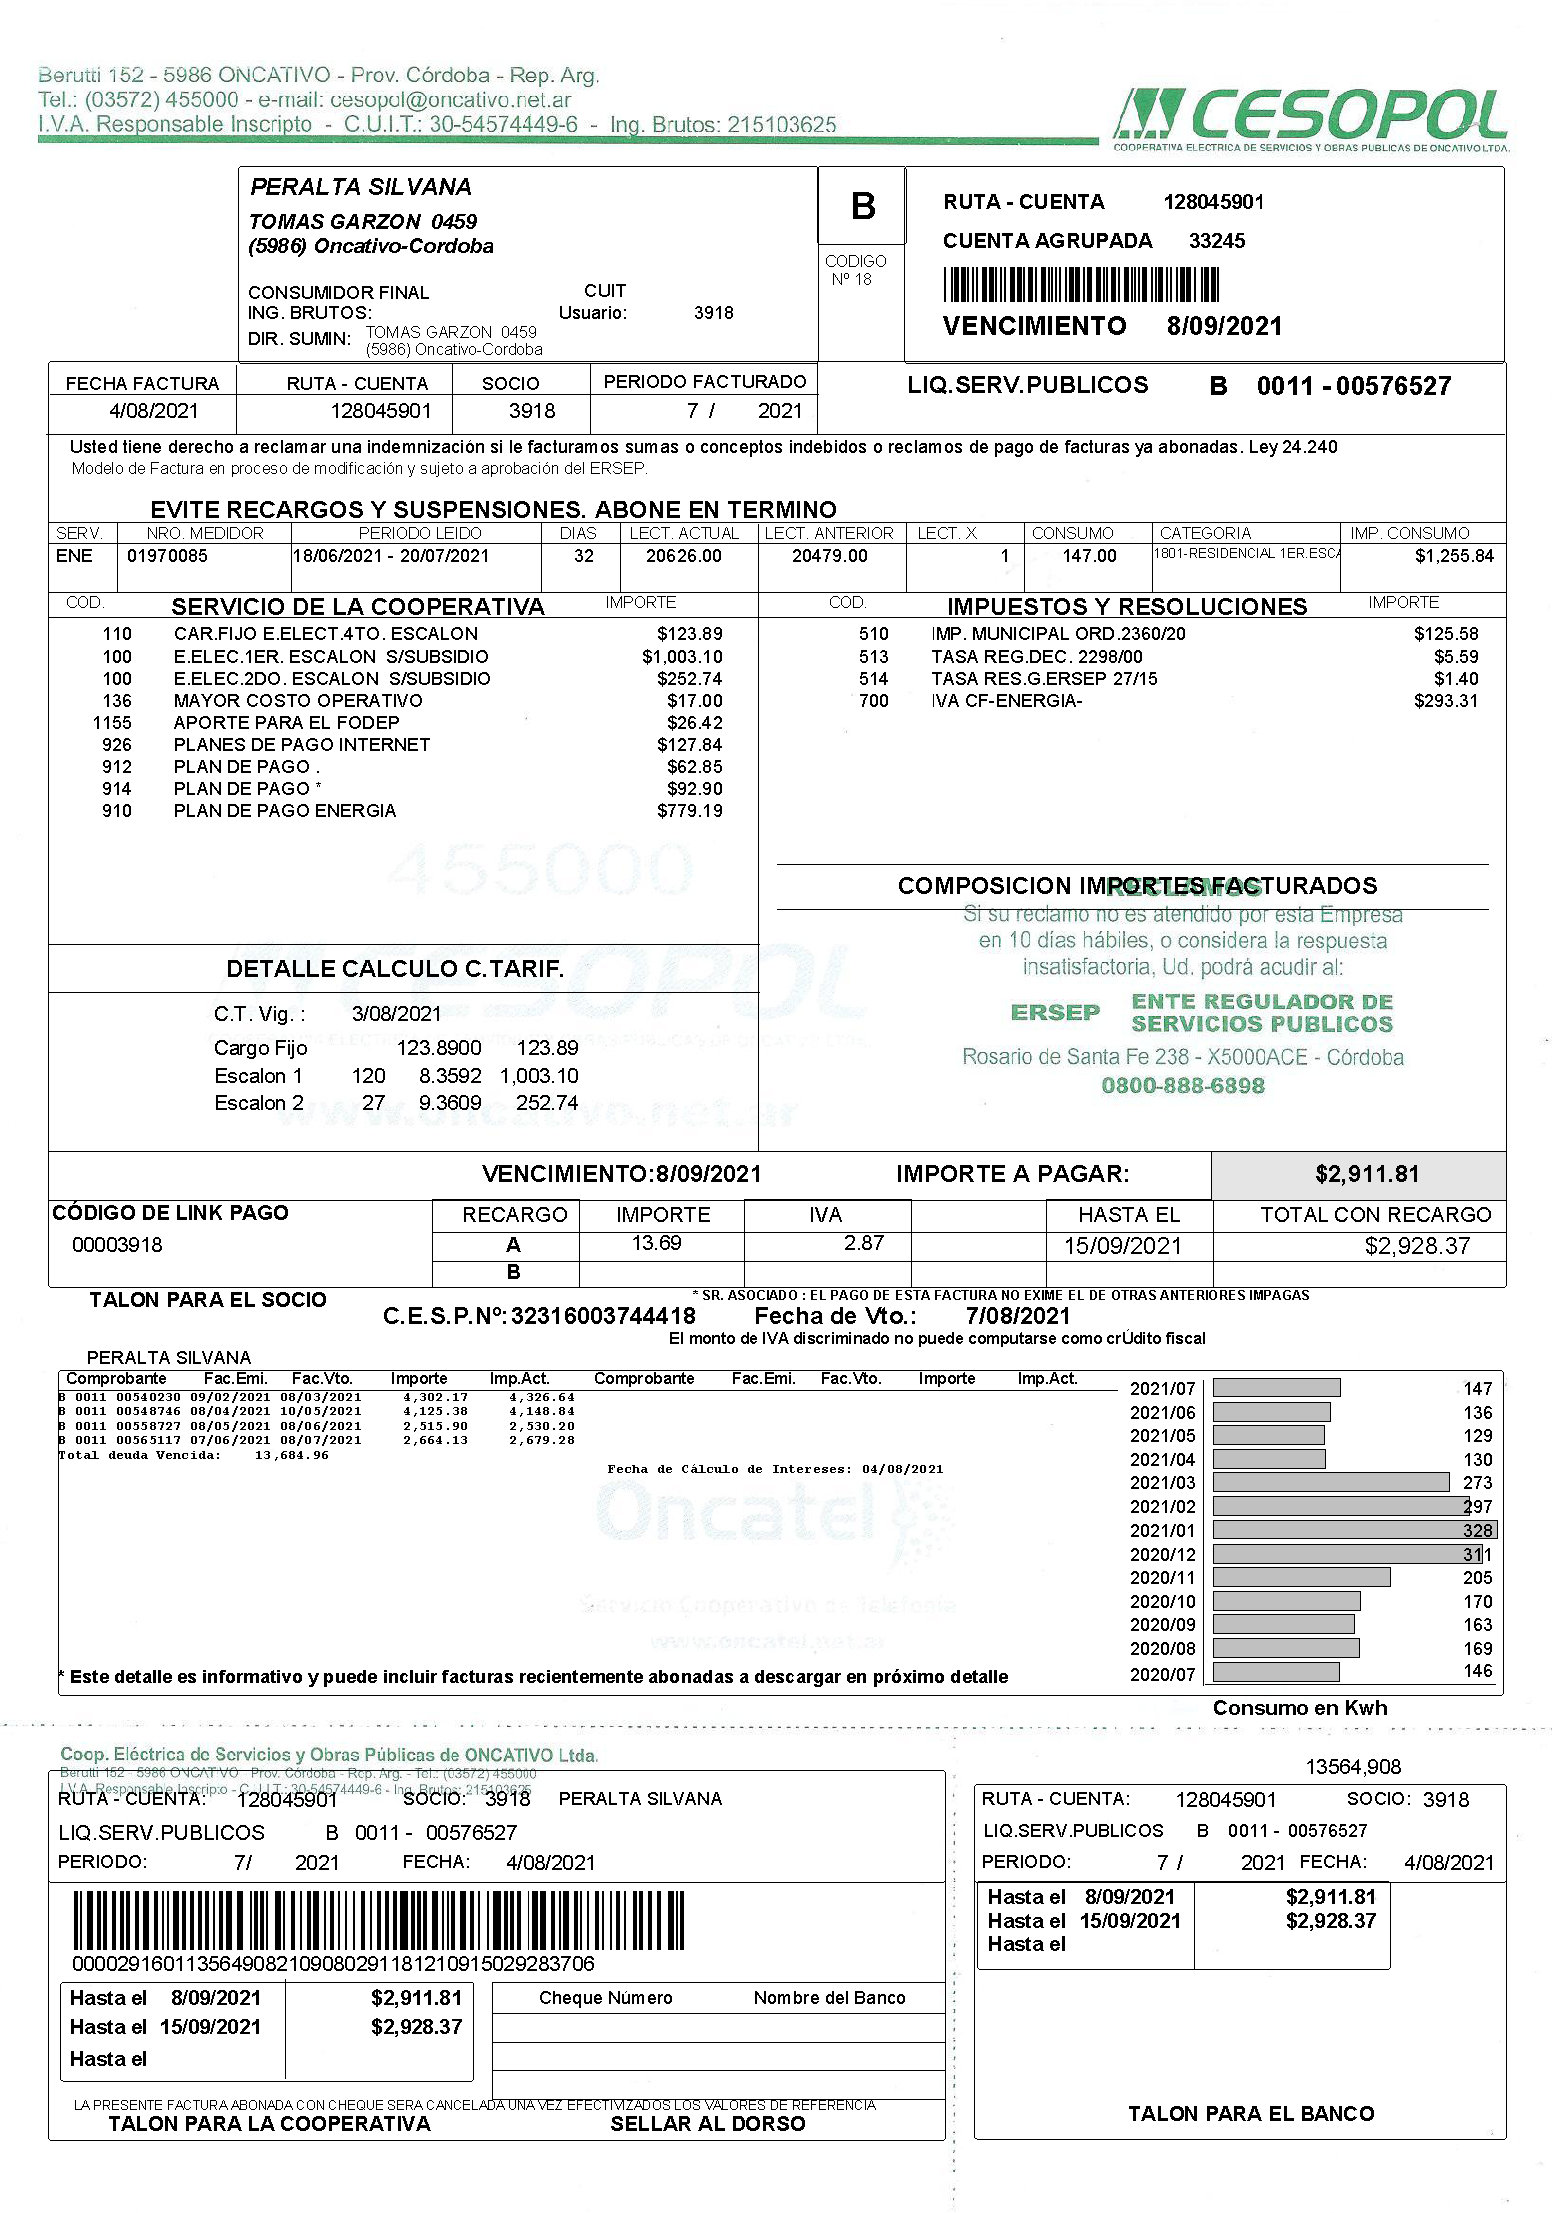 Berutti 152 - 5986 ONCATIVO - Prov. Córdoba - Rep. Arg.
Tel.: (03572) 455000 - e-mail: cesopol@oncativo.net.ar
I.V.A. Responsable Inscripto - C.U.I.T.: 30-54574449-6 - Ing. Brutos: 215103625
CESOPOL
COOPERATIVA ELECTRICA DE SERVICIOS Y OBRAS PUBLICAS DE ONCATIVO LTDA.
PERALTA SILVANA
TOMAS GARZON 0459
(5986) Oncativo-Cordoba
CONSUMIDOR FINAL CUIT
ING. BRUTOS: Usuario: 3918
DIR. SUMIN: TOMAS GARZON 0459
(5986) Oncativo-Cordoba
B
CODIGO
Nº 18
RUTA - CUENTA 128045901
CUENTA AGRUPADA 33245
VENCIMIENTO 8/09/2021
FECHA FACTURA RUTA - CUENTA SOCIO PERIODO FACTURADO
4/08/2021 128045901 3918 7 / 2021
LIQ.SERV.PUBLICOS B 0011 - 00576527
Usted tiene derecho a reclamar una indemnización si le facturamos sumas o conceptos indebidos o reclamos de pago de facturas ya abonadas. Ley 24.240
Modelo de Factura en proceso de modificación y sujeto a aprobación del ERSEP.
EVITE RECARGOS Y SUSPENSIONES. ABONE EN TERMINO
SERV. NRO. MEDIDOR PERIODO LEIDO DIAS LECT. ACTUAL LECT. ANTERIOR LECT. X CONSUMO CATEGORIA IMP. CONSUMO
ENE 01970085 18/06/2021 - 20/07/2021 32 20626.00 20479.00 1 147.00 1801-RESIDENCIAL 1ER.ESCA $1,255.84
COD. SERVICIO DE LA COOPERATIVA IMPORTE
110 CAR.FIJO E.ELECT.4TO. ESCALON $123.89
100 E.ELEC.1ER. ESCALON S/SUBSIDIO $1,003.10
100 E.ELEC.2DO. ESCALON S/SUBSIDIO $252.74
136 MAYOR COSTO OPERATIVO $17.00
1155 APORTE PARA EL FODEP $26.42
926 PLANES DE PAGO INTERNET $127.84
912 PLAN DE PAGO . $62.85
914 PLAN DE PAGO * $92.90
910 PLAN DE PAGO ENERGIA $779.19
COD. IMPUESTOS Y RESOLUCIONES IMPORTE
510 IMP. MUNICIPAL ORD.2360/20 $125.58
513 TASA REG.DEC. 2298/00 $5.59
514 TASA RES.G.ERSEP 27/15 $1.40
700 IVA CF-ENERGIA- $293.31
455000
CESOPOL
www.oncativo.net.ar
COMPOSICION IMPORTES FACTURADOS
RECLAMOS
Si su reclamo no es atendido por esta Empresa
en 10 días hábiles, o considera la respuesta
insatisfactoria, Ud. podrá acudir al:
ERSEP ENTE REGULADOR DE
SERVICIOS PUBLICOS
Rosario de Santa Fe 238 - X5000ACE - Córdoba
0800-888-6898
DETALLE CALCULO C.TARIF.
C.T. Vig. : 3/08/2021
Cargo Fijo 123.8900 123.89
Escalon 1 120 8.3592 1,003.10
Escalon 2 27 9.3609 252.74
VENCIMIENTO:8/09/2021 IMPORTE A PAGAR: $2,911.81
CÓDIGO DE LINK PAGO RECARGO IMPORTE IVA HASTA EL TOTAL CON RECARGO
00003918 A 13.69 2.87 15/09/2021 $2,928.37
B
TALON PARA EL SOCIO
* SR. ASOCIADO : EL PAGO DE ESTA FACTURA NO EXIME EL DE OTRAS ANTERIORES IMPAGAS
C.E.S.P.Nº: 32316003744418 Fecha de Vto.: 7/08/2021
El monto de IVA discriminado no puede computarse como crÚdito fiscal
PERALTA SILVANA
Comprobante Fac.Emi. Fac.Vto. Importe Imp.Act. Comprobante Fac.Emi. Fac.Vto. Importe Imp.Act.
B 0011 00540230 09/02/2021 08/03/2021 4,302.17 4,326.64
B 0011 00548746 08/04/2021 10/05/2021 4,125.38 4,148.84
B 0011 00558727 08/05/2021 08/06/2021 2,515.90 2,530.20
B 0011 00565117 07/06/2021 08/07/2021 2,664.13 2,679.28
Total deuda Vencida: 13,684.96
Fecha de Cálculo de Intereses: 04/08/2021
Oncatel
Servicio Cooperativo de Telefonía
www.oncatel.net.ar
* Este detalle es informativo y puede incluir facturas recientemente abonadas a descargar en próximo detalle
2021/07 147
2021/06 136
2021/05 129
2021/04 130
2021/03 273
2021/02 297
2021/01 328
2020/12 311
2020/11 205
2020/10 170
2020/09 163
2020/08 169
2020/07 146
Consumo en Kwh
Coop. Eléctrica de Servicios y Obras Públicas de ONCATIVO Ltda.
Berutti 152 - 5986 ONCATIVO Prov. Córdoba - Rep. Arg. - Tel.: (03572) 455000
I.V.A. Responsable Inscripto - C.U.I.T.: 30-54574449-6 - Ing. Brutos: 215103625
RUTA - CUENTA: 128045901 SOCIO: 3918 PERALTA SILVANA
LIQ.SERV.PUBLICOS B 0011 - 00576527
PERIODO: 7/ 2021 FECHA: 4/08/2021
000029160113564908210908029118121091502928370​6
Hasta el 8/09/2021 $2,911.81
Hasta el 15/09/2021 $2,928.37
Hasta el
Cheque Número Nombre del Banco
LA PRESENTE FACTURA ABONADA CON CHEQUE SERA CANCELADA UNA VEZ EFECTIVIZADOS LOS VALORES DE REFERENCIA
TALON PARA LA COOPERATIVA SELLAR AL DORSO
13564,908
RUTA - CUENTA: 128045901 SOCIO: 3918
LIQ.SERV.PUBLICOS B 0011 - 00576527
PERIODO: 7 / 2021 FECHA: 4/08/2021
Hasta el 8/09/2021 $2,911.81
Hasta el 15/09/2021 $2,928.37
Hasta el
TALON PARA EL BANCO